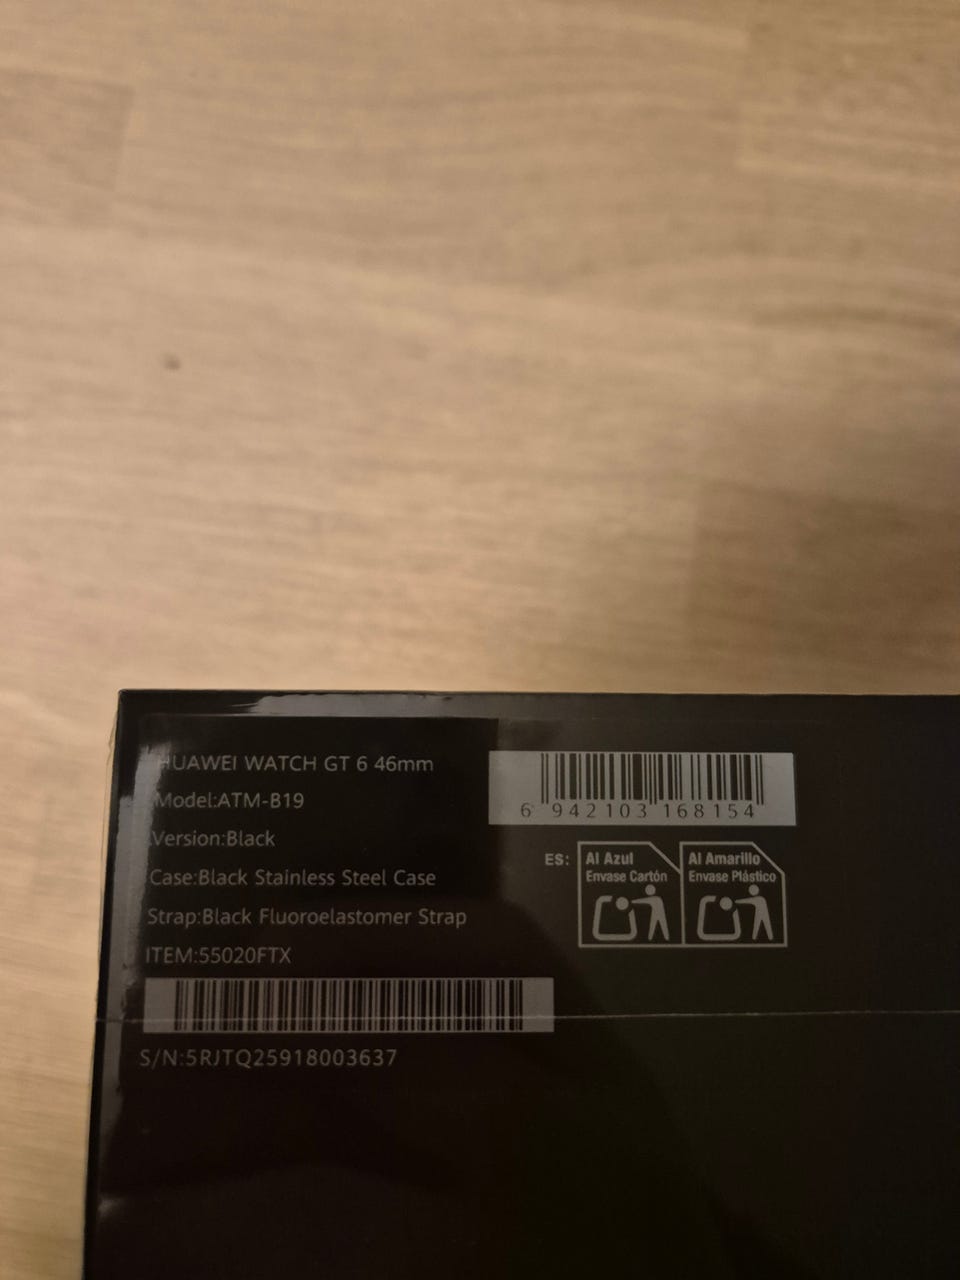 HUAWEI WATCH GT 6 46mm
Model:ATM-B19
Version:Black
Case:Black Stainless Steel Case
Strap:Black Fluoroelastomer Strap
ITEM:55020FTX
S/N:5RJTQ25918003637
6 942103 168154
ES:
Al Azul
Envase Cartón
Al Amarillo
Envase Plástico